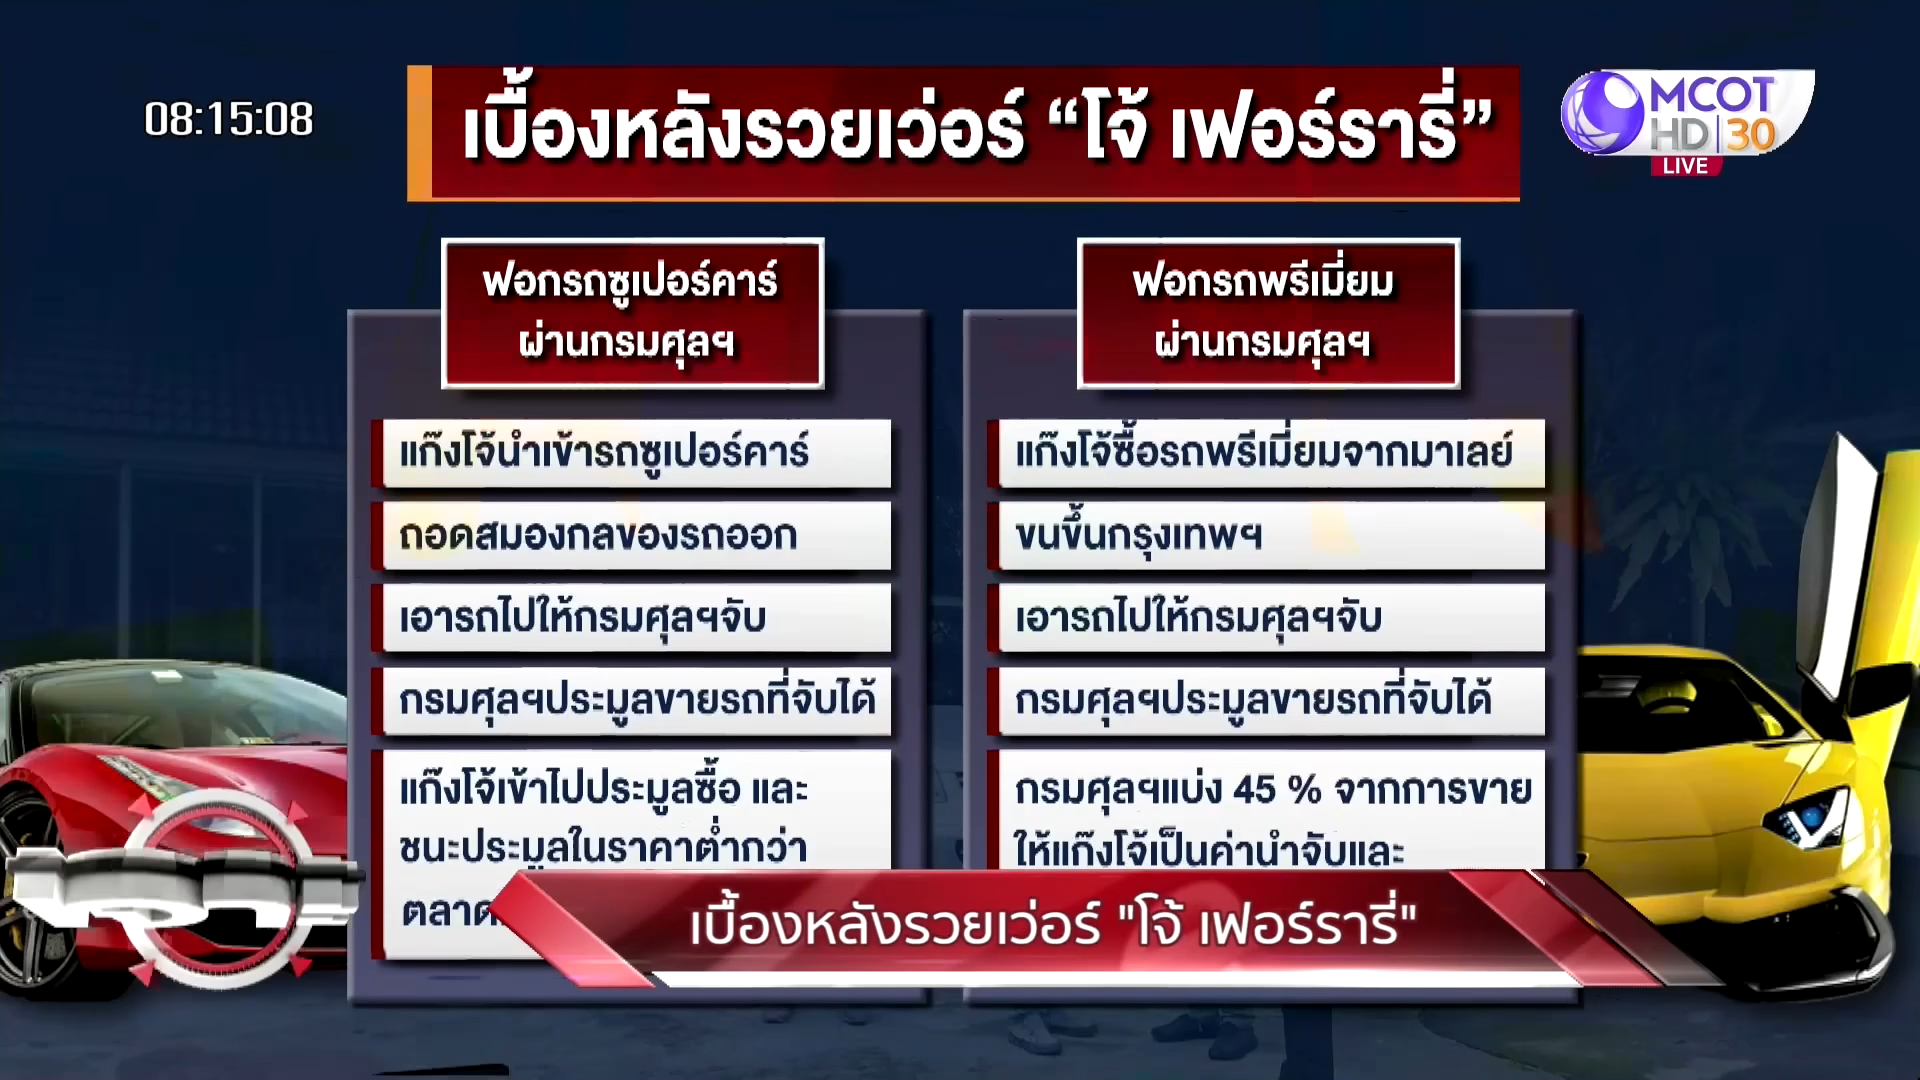 08:15:08
เบื้องหลังรวยเว่อร์ “โจ้ เฟอร์รารี่”
MCOT
HD 30
LIVE
ฟอกรถซูเปอร์คาร์
ผ่านกรมศุลฯ
แก๊งโจ้นำเข้ารถซูเปอร์คาร์
ถอดสมองกลของรถออก
เอารถไปให้กรมศุลฯจับ
กรมศุลฯประมูลขายรถที่จับได้
แก๊งโจ้เข้าไปประมูลซื้อ และ
ชนะประมูลในราคาต่ำกว่า
ตลาด
ฟอกรถพรีเมี่ยม
ผ่านกรมศุลฯ
แก๊งโจ้ซื้อรถพรีเมี่ยมจากมาเลย์
ขนขึ้นกรุงเทพฯ
เอารถไปให้กรมศุลฯจับ
กรมศุลฯประมูลขายรถที่จับได้
กรมศุลฯแบ่ง 45 % จากการขาย
ให้แก๊งโจ้เป็นค่านำจับและ
เบื้องหลังรวยเว่อร์ "โจ้ เฟอร์รารี่"